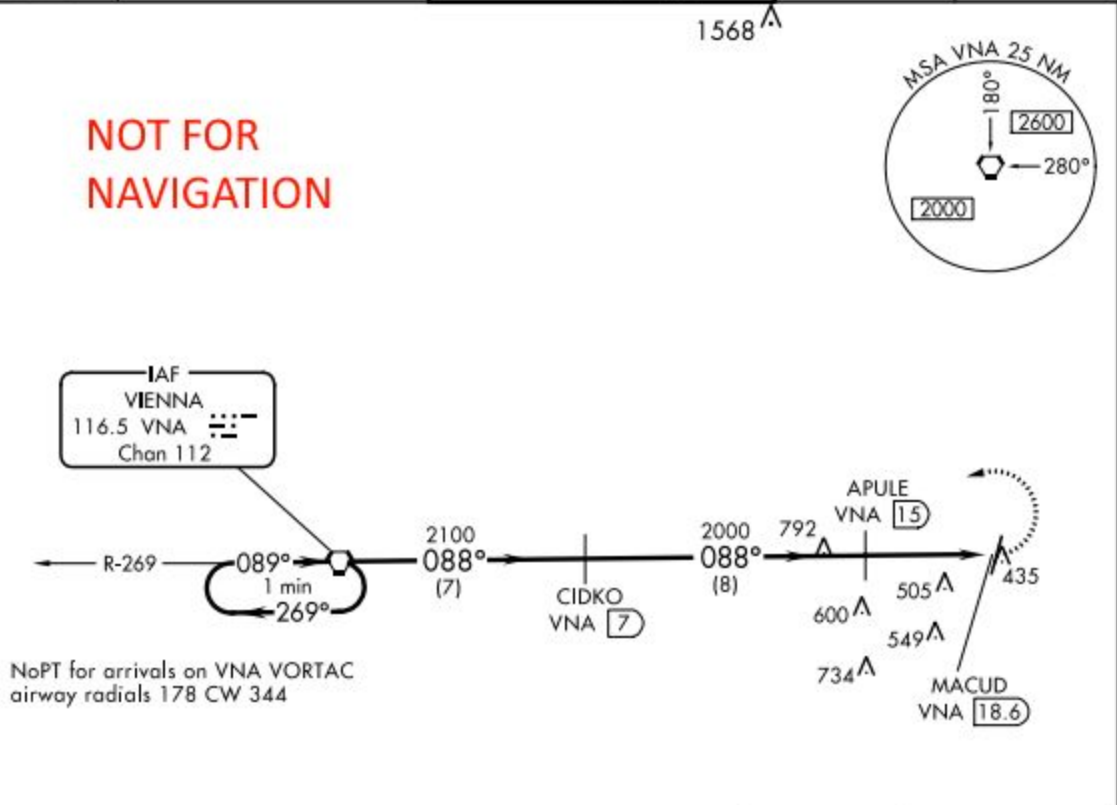 1568
MSA VNA 25 NM
180°
2600
280°
2000
NOT FOR
NAVIGATION
IAF
VIENNA
116.5 VNA
Chan 112
R-269
089°
1 min
269°
2100
088°
(7)
CIDKO
VNA 7
2000
088°
(8)
792
APULE
VNA 15
600
505
549
734
435
MACUD
VNA 18.6
NoPT for arrivals on VNA VORTAC
airway radials 178 CW 344